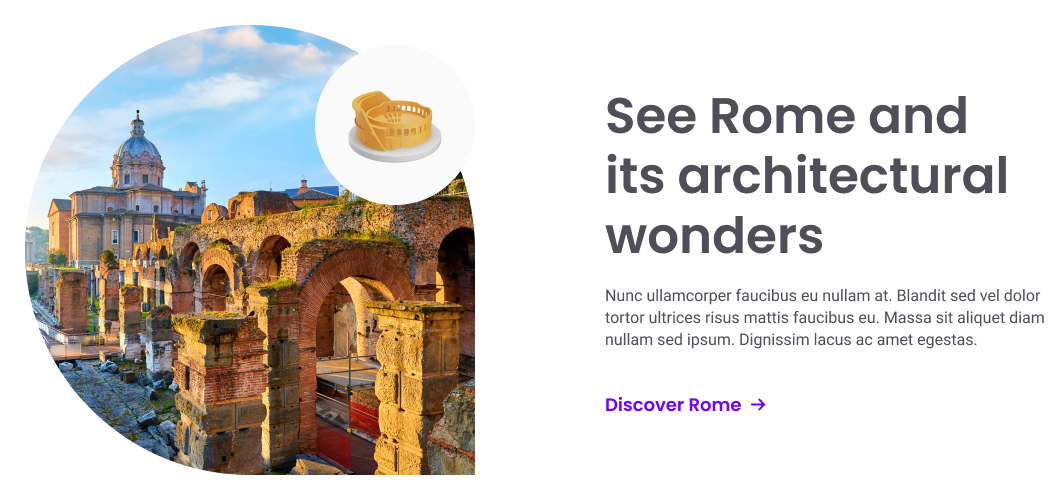 See Rome and
its architectural
wonders
Nunc ullamcorper faucibus eu nullam at. Blandit sed vel dolor
tortor ultrices risus mattis faucibus eu. Massa sit aliquet diam
nullam sed ipsum. Dignissim lacus ac amet egestas.
Discover Rome →